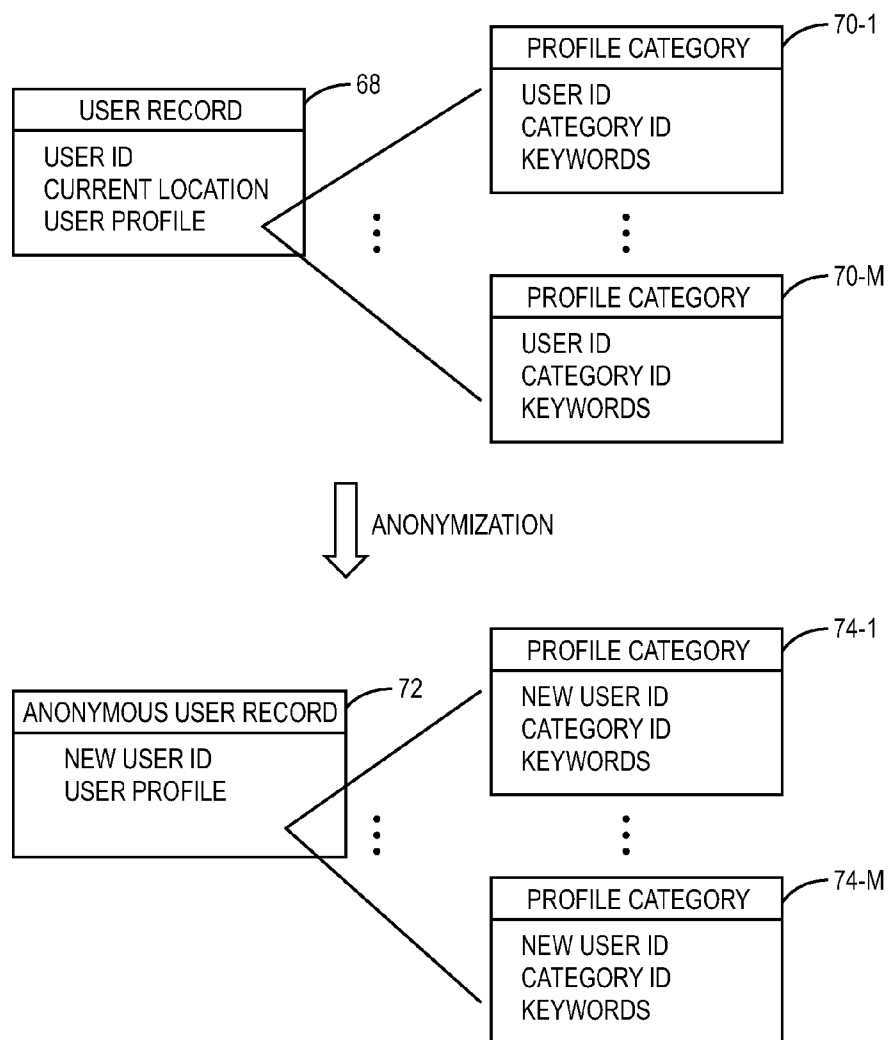 70-1
PROFILE CATEGORY
USER ID
CATEGORY ID
KEYWORDS
68
USER RECORD
USER ID
CURRENT LOCATION
USER PROFILE
70-M
PROFILE CATEGORY
USER ID
CATEGORY ID
KEYWORDS
ANONYMIZATION
74-1
PROFILE CATEGORY
NEW USER ID
CATEGORY ID
KEYWORDS
72
ANONYMOUS USER RECORD
NEW USER ID
USER PROFILE
74-M
PROFILE CATEGORY
NEW USER ID
CATEGORY ID
KEYWORDS